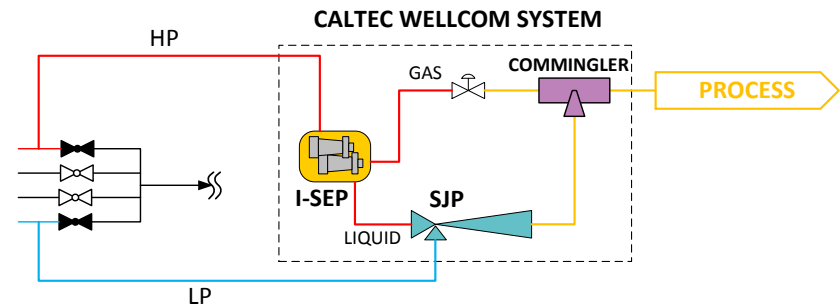 CALTEC WELLCOM SYSTEM
HP
COMMINGLER
GAS
PROCESS
I-SEP
SJP
LIQUID
LP